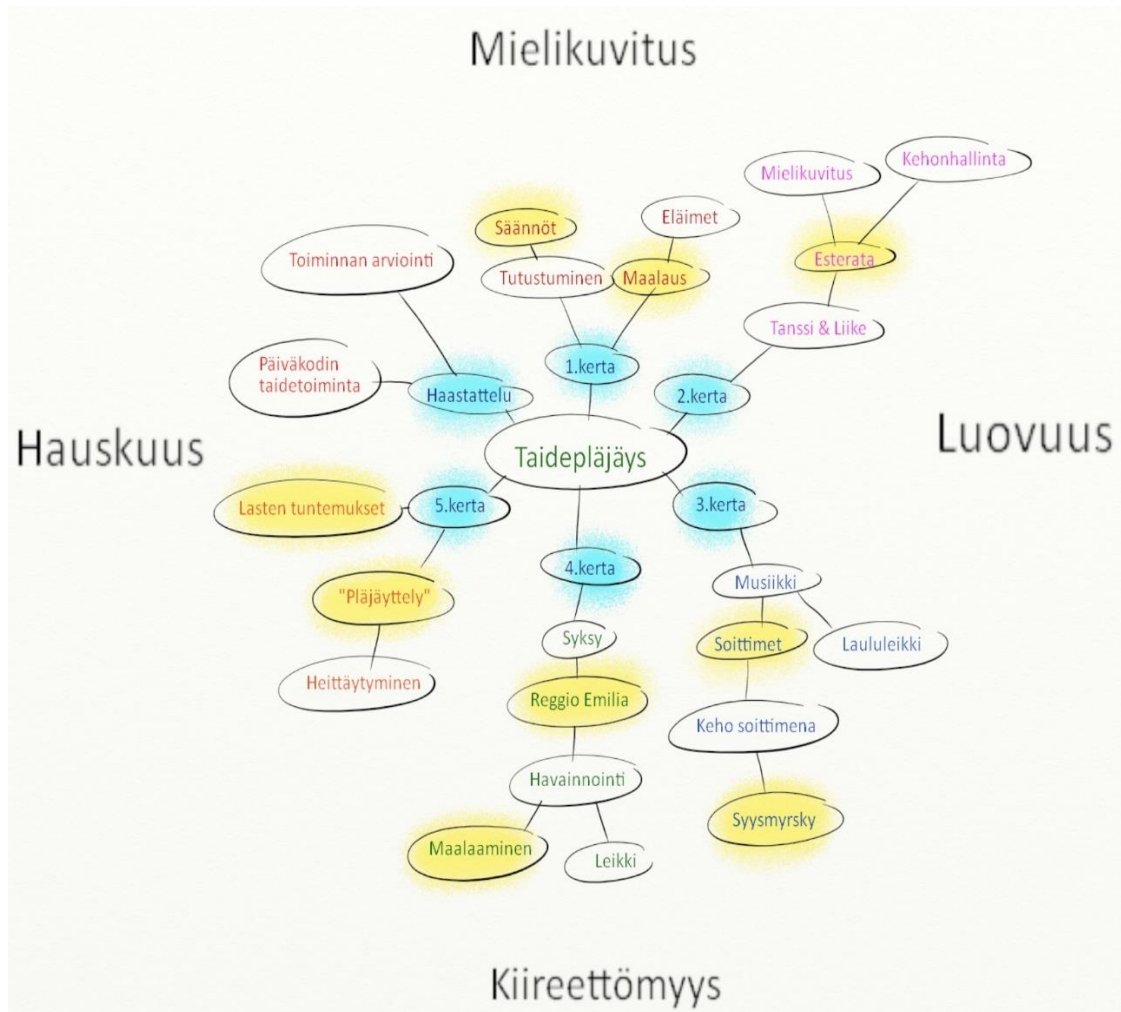 Mielikuvitus
Kehonhallinta
Mielikuvitus
Eläimet
Säännöt
Esterata
Toiminnan arviointi
Tutustuminen
Maalaus
Tanssi & Liike
1.kerta
Päiväkodin
taidetoiminta
Haastattelu
2.kerta
Hauskuus
Taidepläjäys
Luovuus
Lasten tuntemukset
5.kerta
3.kerta
4.kerta
Musiikki
"Pläjäyttely"
Syksy
Soittimet
Laululeikki
Heittäytyminen
Reggio Emilia
Keho soittimena
Havainnointi
Syysmyrsky
Maalaaminen
Leikki
Kiireettömyys